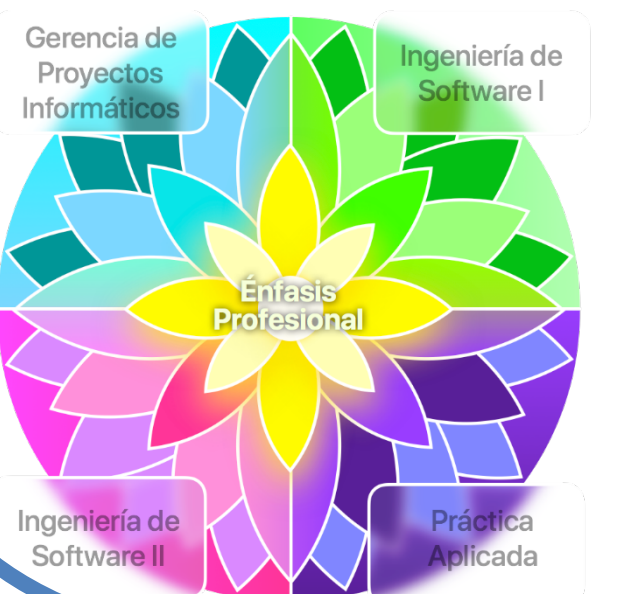 Gerencia de
Proyectos
Informáticos
Ingeniería de
Software I
Énfasis
Profesional
Ingeniería de
Software II
Práctica
Aplicada